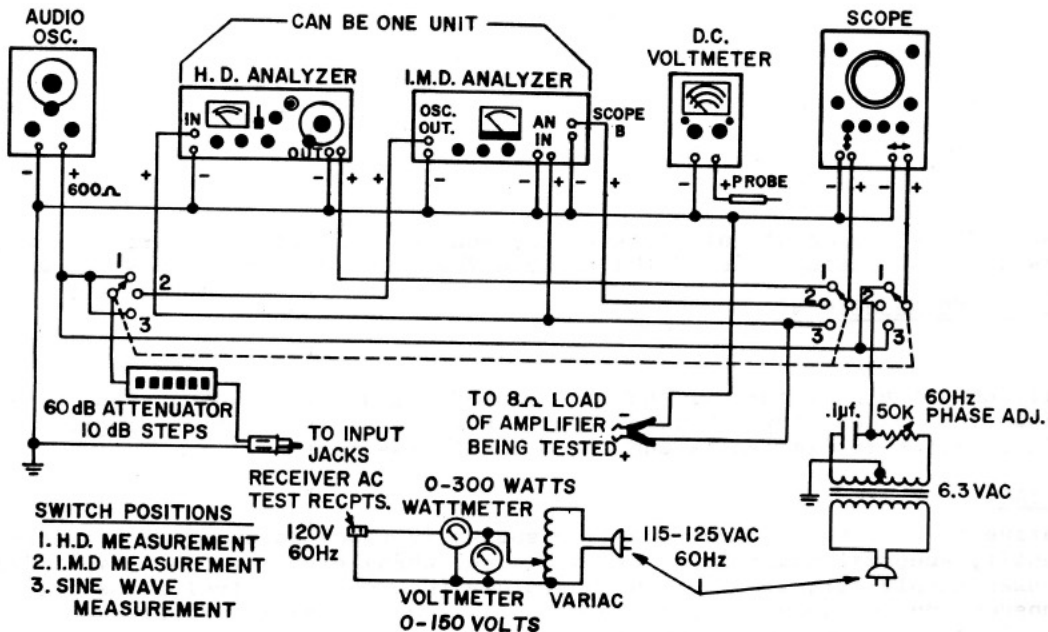 AUDIO
OSC.
CAN BE ONE UNIT
H. D. ANALYZER
I.M.D. ANALYZER
D.C.
VOLTMETER
SCOPE
IN
OUT
OSC.
OUT.
AN
IN
SCOPE
B
- +
600Ω
+ -
- +
+ -
- + - +
- + PROBE
- + - +
1
2
3
1
2
3
1
2
3
60 dB ATTENUATOR
10 dB STEPS
TO INPUT
JACKS
TO 8Ω LOAD
OF AMPLIFIER
BEING TESTED
-
+
.1µf.
50K
60Hz
PHASE ADJ.
6.3 VAC
RECEIVER AC
TEST RECPTS.
120V
60Hz
0-300 WATTS
WATTMETER
VOLTMETER
0-150 VOLTS
VARIAC
115-125VAC
60Hz
SWITCH POSITIONS
1. H.D. MEASUREMENT
2. I.M.D MEASUREMENT
3. SINE WAVE
MEASUREMENT